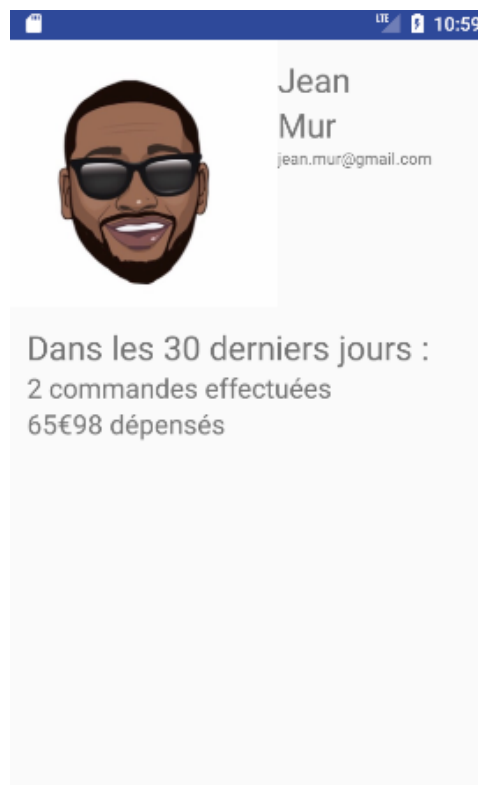 LTE 10:59
Jean
Mur
jean.mur@gmail.com
Dans les 30 derniers jours :
2 commandes effectuées
65€98 dépensés